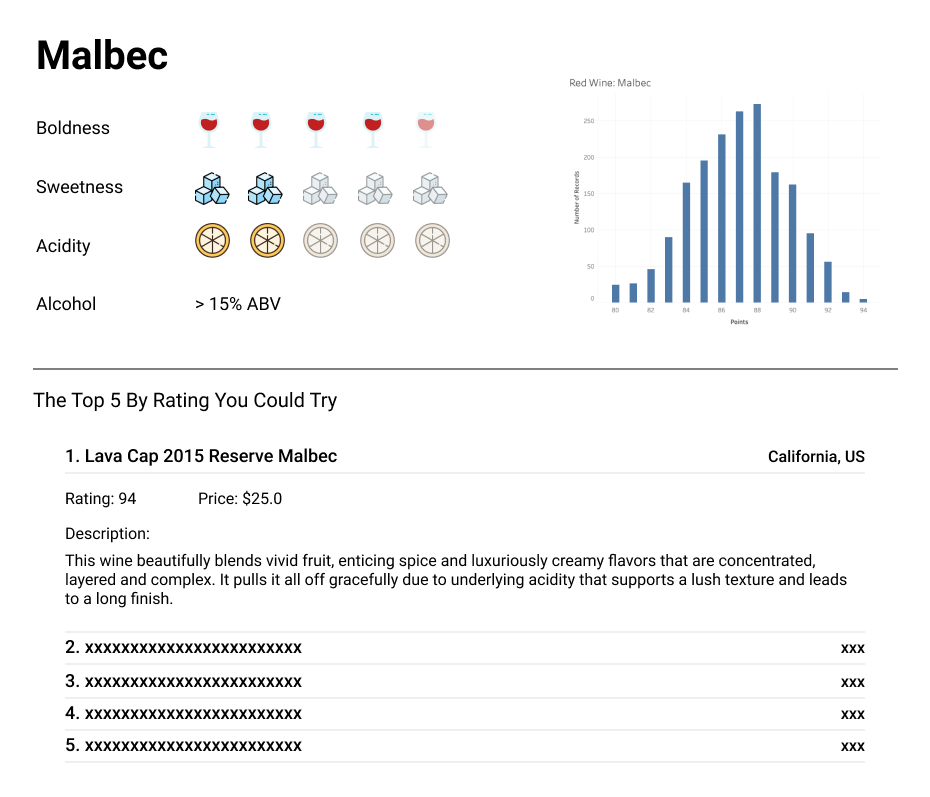 Malbec
Boldness
Sweetness
Acidity
Alcohol
> 15% ABV
Red Wine: Malbec
Number of Records
250
200
150
100
50
0
80
82
84
86
88
90
92
94
Points
The Top 5 By Rating You Could Try
1. Lava Cap 2015 Reserve Malbec
California, US
Rating: 94
Price: $25.0
Description:
This wine beautifully blends vivid fruit, enticing spice and luxuriously creamy flavors that are concentrated,
layered and complex. It pulls it all off gracefully due to underlying acidity that supports a lush texture and leads
to a long finish.
2. xxxxxxxxxxxxxxxxxxxxxxxx
xxx
3. xxxxxxxxxxxxxxxxxxxxxxxx
xxx
4. xxxxxxxxxxxxxxxxxxxxxxxx
xxx
5. xxxxxxxxxxxxxxxxxxxxxxxx
xxx